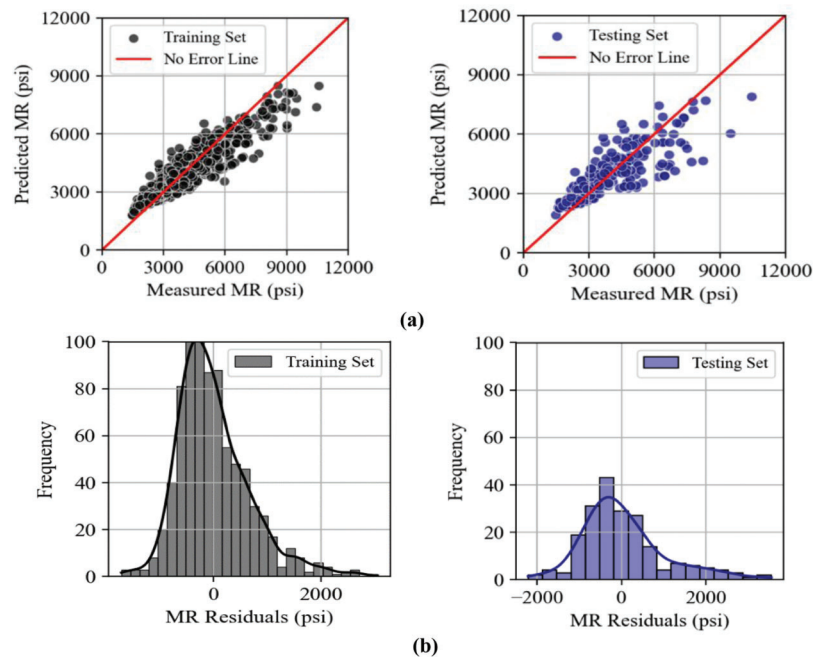 12000
9000
6000
3000
0
Predicted MR (psi)
Training Set
No Error Line
0 3000 6000 9000 12000
Measured MR (psi)
12000
9000
6000
3000
0
Predicted MR (psi)
Testing Set
No Error Line
0 3000 6000 9000 12000
Measured MR (psi)
(a)
100
80
60
40
20
0
Frequency
Training Set
0 2000
MR Residuals (psi)
100
80
60
40
20
0
Frequency
Testing Set
−2000 0 2000
MR Residuals (psi)
(b)